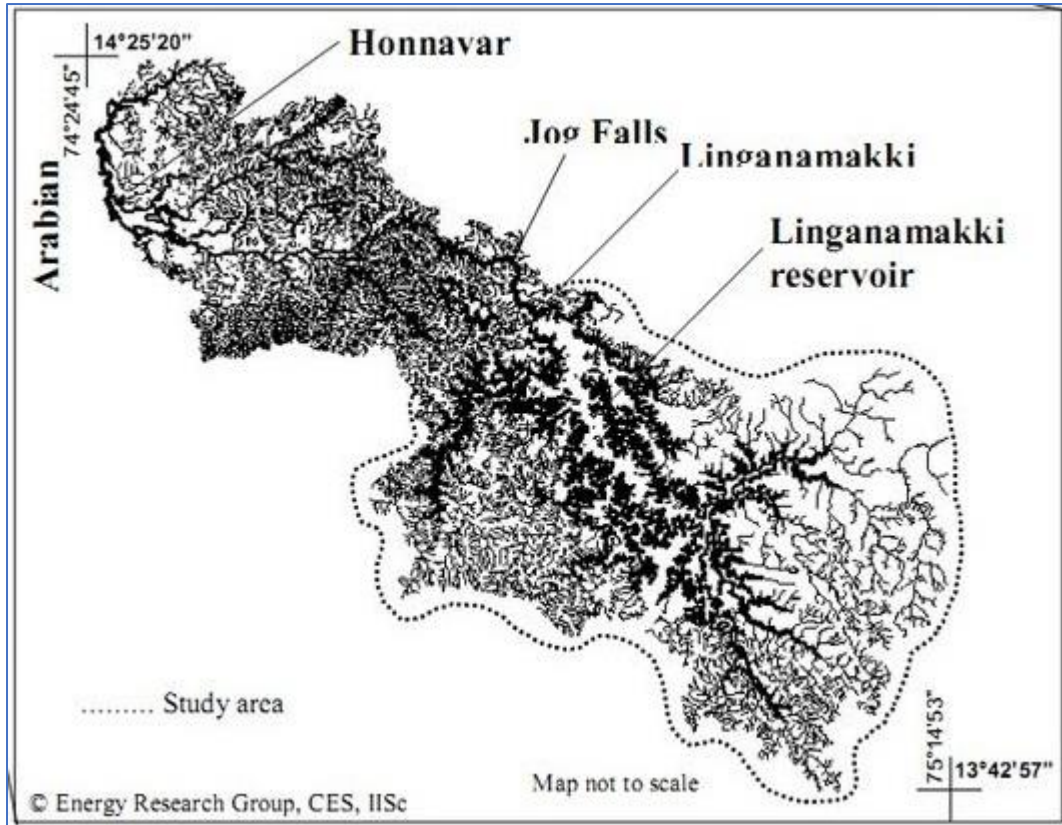 14°25'20"
74°24'45"
Honnavar
Jog Falls
Linganamakki
Linganamakki
reservoir
Arabian
......... Study area
Map not to scale
75°14'53"
13°42'57"
© Energy Research Group, CES, IISc